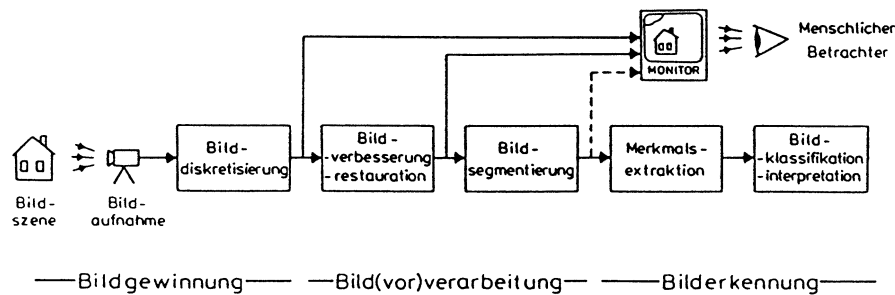 Menschlicher
Betrachter
MONITOR
Bild-
diskretisierung
Bild-
-verbesserung
-restauration
Bild-
segmentierung
Merkmals-
extraktion
Bild-
-klassifikation
-interpretation
Bild-
szene
Bild-
aufnahme
Bildgewinnung
Bild(vor)verarbeitung
Bilderkennung